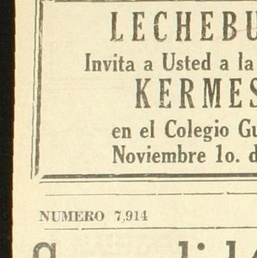 LECHEBU
Invita a Usted a la
KERMES
en el Colegio Gu
Noviembre 1o. d
NUMERO 7,914